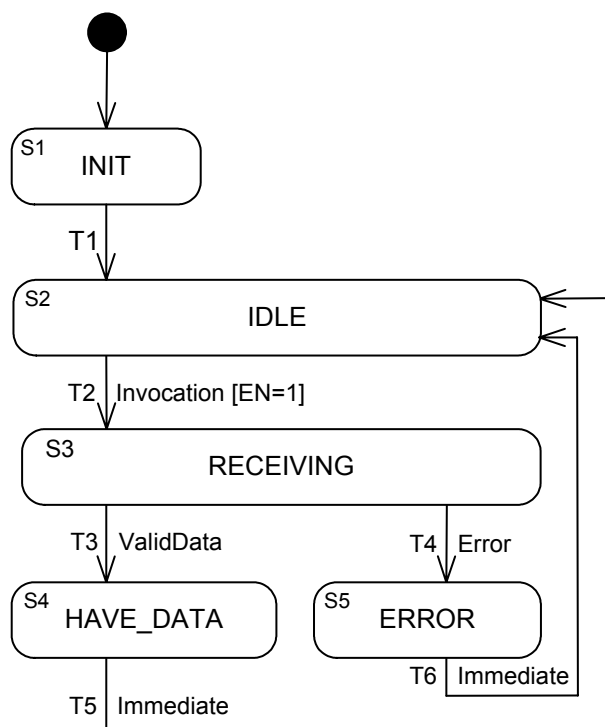 S1
INIT
T1
S2
IDLE
T2 Invocation [EN=1]
S3
RECEIVING
T3 ValidData
T4 Error
S4
HAVE_DATA
S5
ERROR
T6 Immediate
T5 Immediate